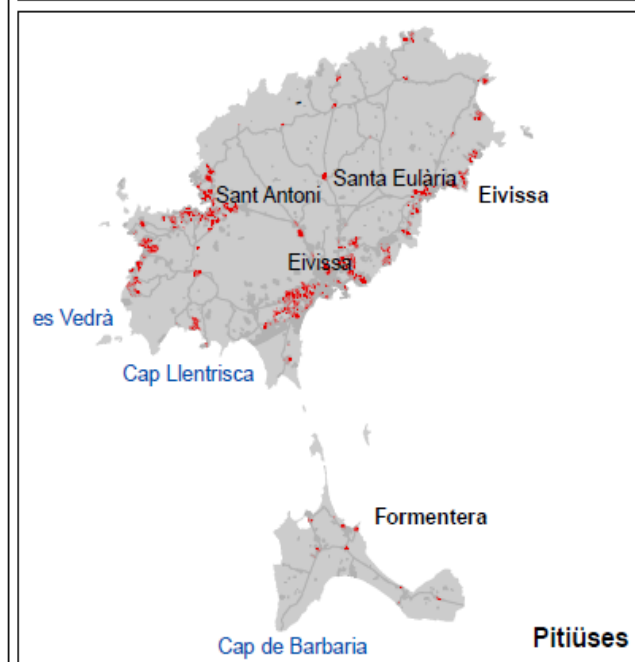 Santa Eulària
Sant Antoni
Eivissa
Eivissa
es Vedrà
Cap Llentrisca
Formentera
Cap de Barbaria
Pitiüses